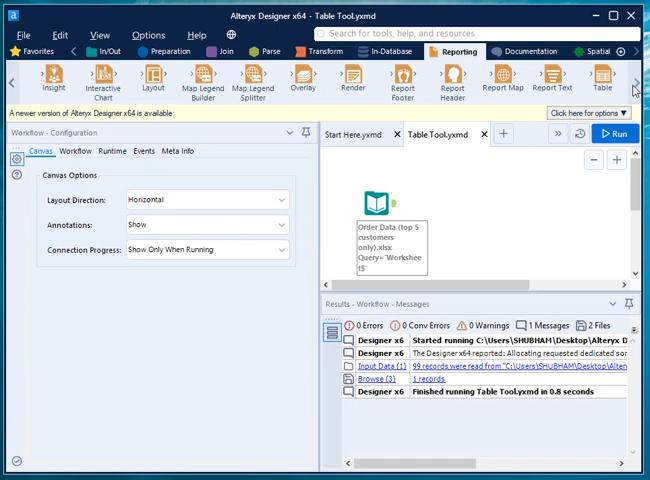 Alteryx Designer x64 - Table Tool.yxmd
File Edit View Options Help Search for tools, help, and resources
Favorites In/Out Preparation Join Parse Transform In-Database Reporting Documentation Spatial
Insight Interactive Chart Layout Map Legend Builder Map Legend Splitter Overlay Render Report Footer Report Header Report Map Report Text Table
A newer version of Alteryx Designer x64 is available: Click here for options ▼
Workflow - Configuration
Start Here.yxmd Table Tool.yxmd Run
Canvas Workflow Runtime Events Meta Info
Canvas Options
Layout Direction: Horizontal
Annotations: Show
Connection Progress: Show Only When Running
Order Data (top 5
customers
only).xlsx
Query=`Workshee
t$`
Results - Workflow - Messages
0 Errors 0 Conv Errors 0 Warnings 1 Messages 2 Files
Designer x6 Started running C:\Users\SHUBHAM\Desktop\Alteryx D
Designer x6 The Designer x64 reported: Allocating requested dedicated sor
Input Data (1) 99 records were read from "C:\Users\SHUBHAM\Desktop\Alter
Browse (3) 1 records
Designer x6 Finished running Table Tool.yxmd in 0.8 seconds